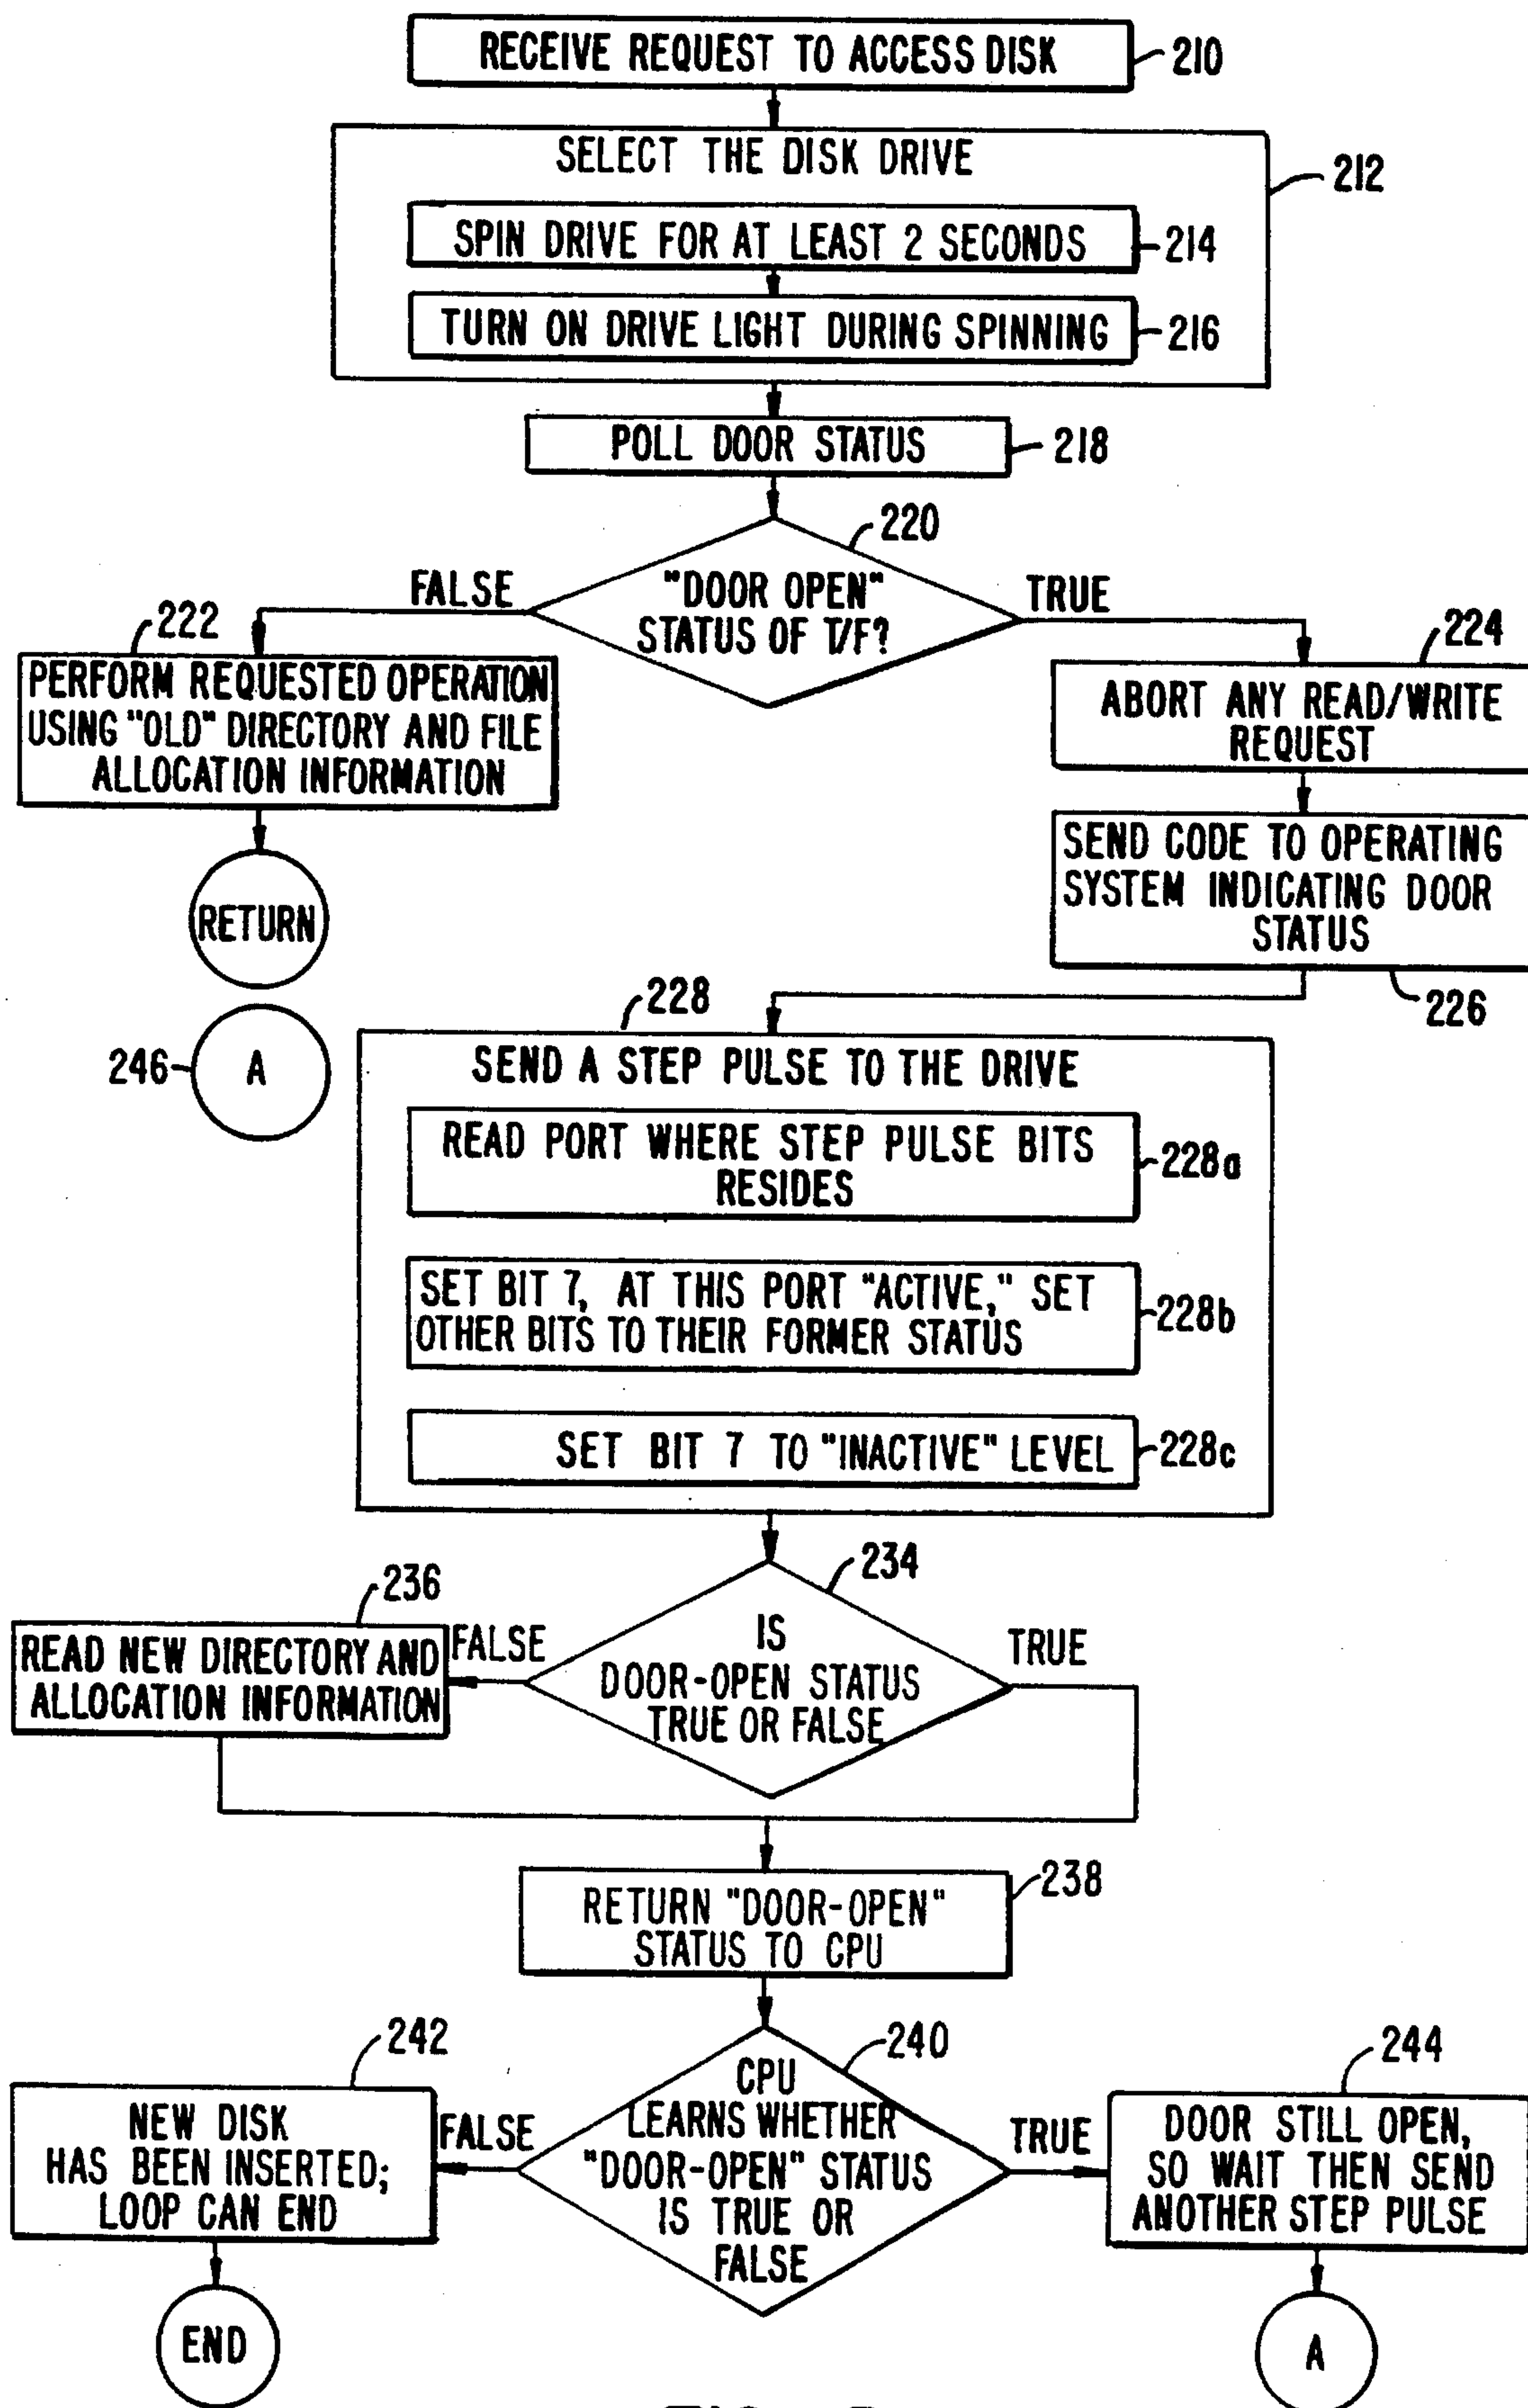 RECEIVE REQUEST TO ACCESS DISK
210
SELECT THE DISK DRIVE
212
SPIN DRIVE FOR AT LEAST 2 SECONDS
214
TURN ON DRIVE LIGHT DURING SPINNING
216
POLL DOOR STATUS
218
220
"DOOR OPEN"
STATUS OF T/F?
FALSE
TRUE
222
PERFORM REQUESTED OPERATION
USING "OLD" DIRECTORY AND FILE
ALLOCATION INFORMATION
RETURN
224
ABORT ANY READ/WRITE
REQUEST
SEND CODE TO OPERATING
SYSTEM INDICATING DOOR
STATUS
226
246
A
228
SEND A STEP PULSE TO THE DRIVE
READ PORT WHERE STEP PULSE BITS
RESIDES
228a
SET BIT 7, AT THIS PORT "ACTIVE," SET
OTHER BITS TO THEIR FORMER STATUS
228b
SET BIT 7 TO "INACTIVE" LEVEL
228c
234
IS
DOOR-OPEN STATUS
TRUE OR FALSE
FALSE
TRUE
236
READ NEW DIRECTORY AND
ALLOCATION INFORMATION
RETURN "DOOR-OPEN"
STATUS TO CPU
238
240
CPU
LEARNS WHETHER
"DOOR-OPEN" STATUS
IS TRUE OR
FALSE
FALSE
TRUE
242
NEW DISK
HAS BEEN INSERTED;
LOOP CAN END
END
244
DOOR STILL OPEN,
SO WAIT THEN SEND
ANOTHER STEP PULSE
A